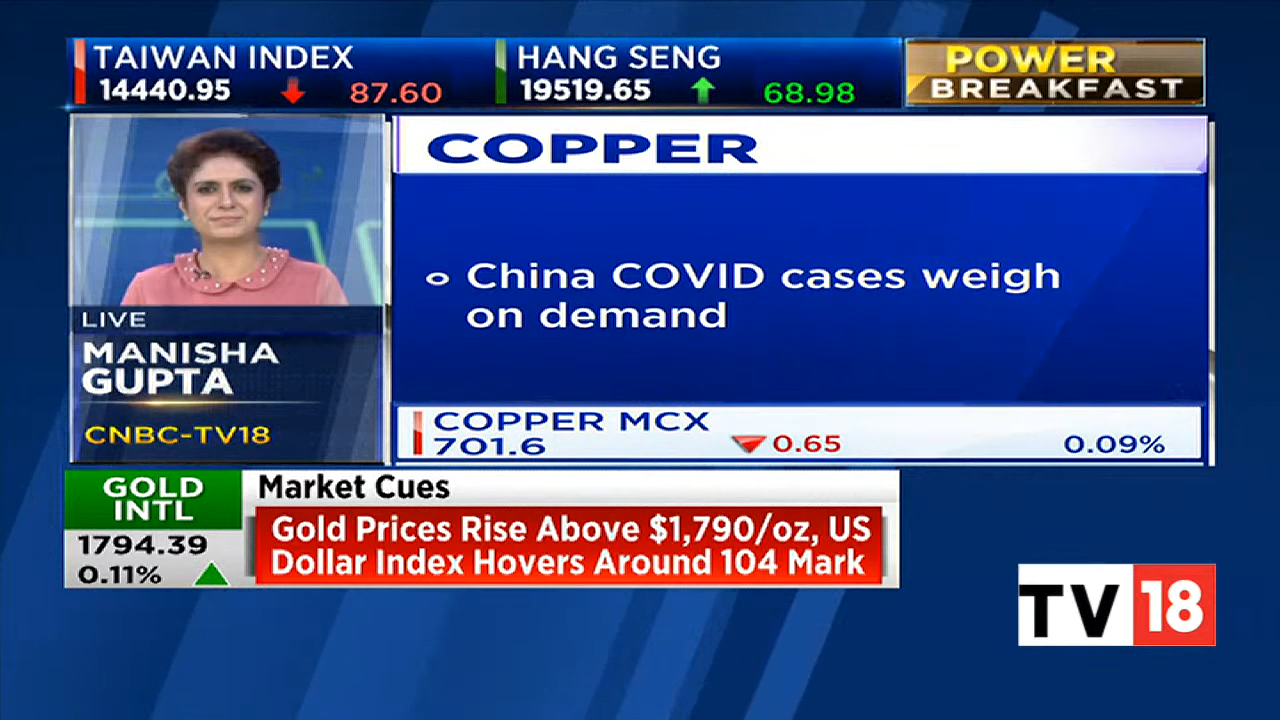 TAIWAN INDEX
14440.95 87.60
HANG SENG
19519.65 68.98
POWER
BREAKFAST
COPPER
China COVID cases weigh
on demand
LIVE
MANISHA
GUPTA
CNBC-TV18
COPPER MCX
701.6 0.65 0.09%
GOLD
INTL
1794.39
0.11%
Market Cues
Gold Prices Rise Above $1,790/oz, US
Dollar Index Hovers Around 104 Mark
TV18